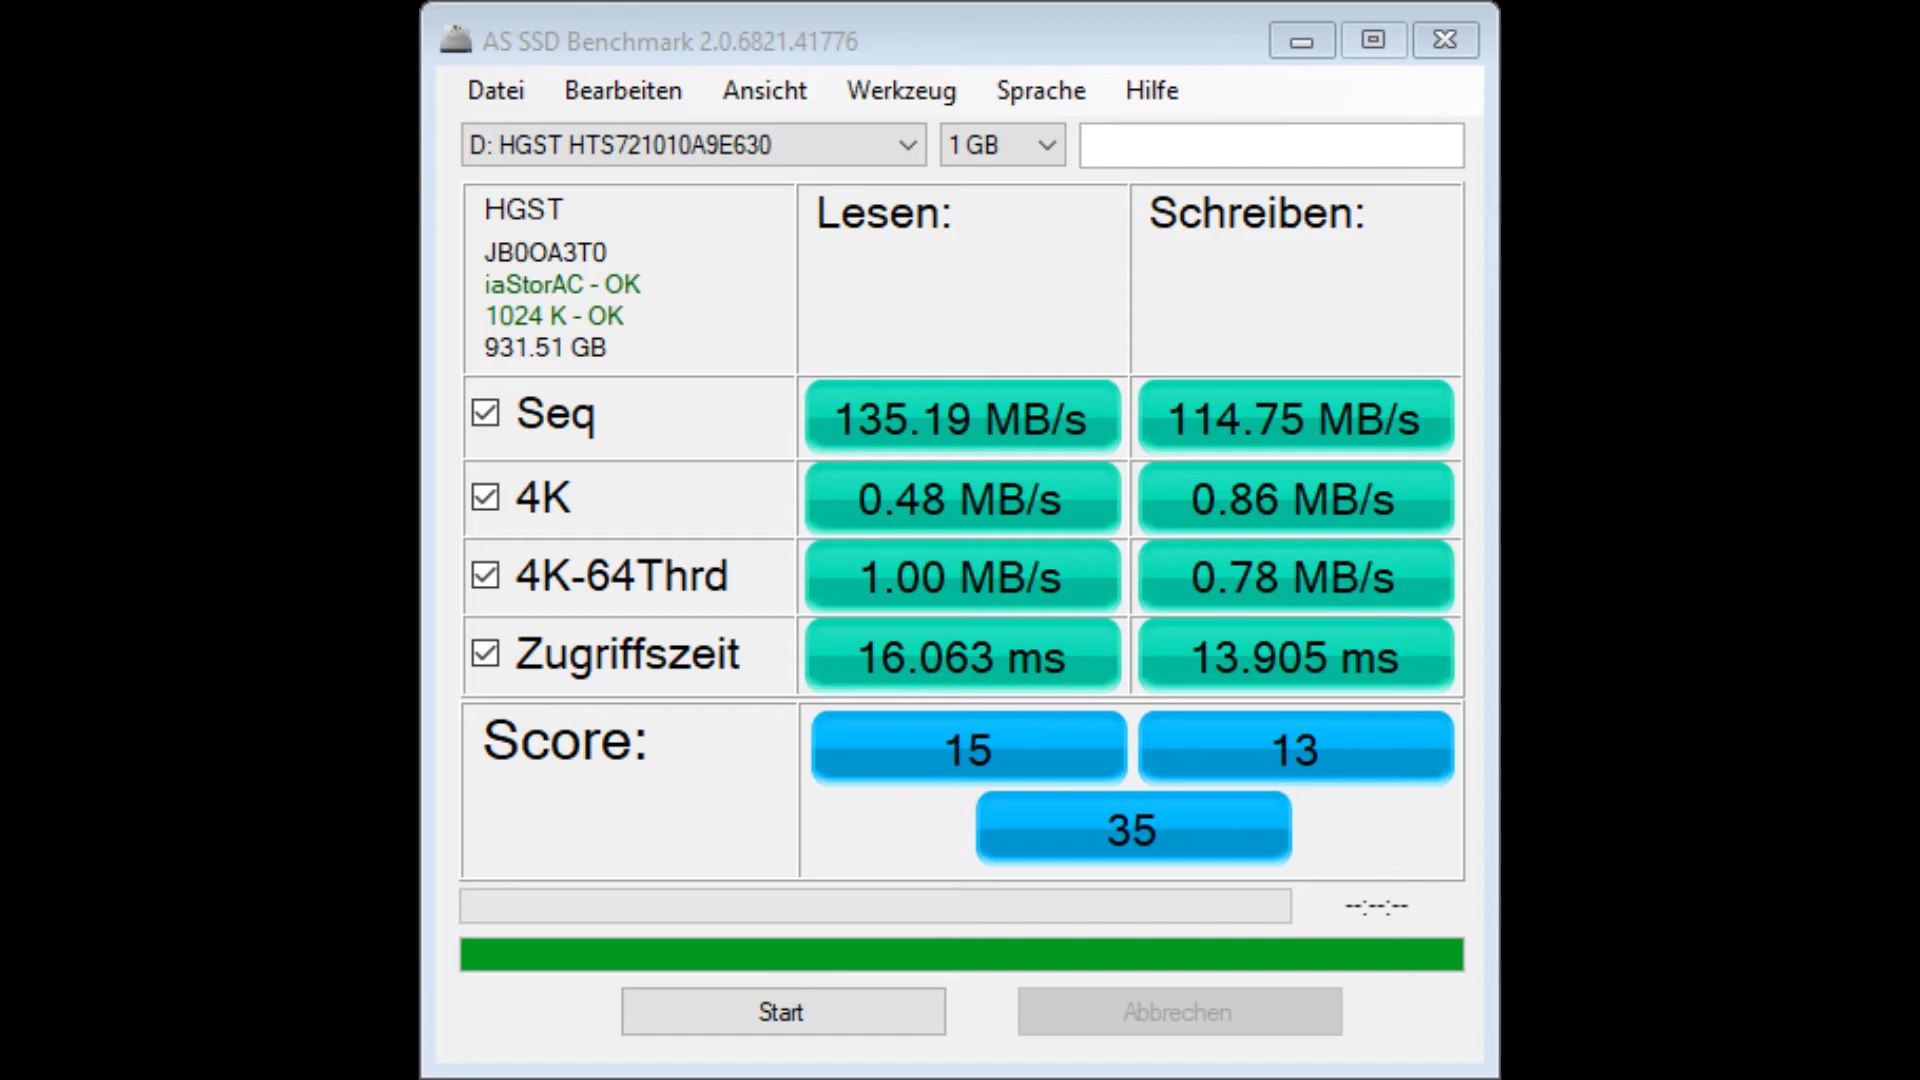 AS SSD Benchmark 2.0.6821.41776
Datei Bearbeiten Ansicht Werkzeug Sprache Hilfe
D: HGST HTS721010A9E630 1 GB
HGST
JB0OA3T0
iaStorAC - OK
1024 K - OK
931.51 GB
Lesen: Schreiben:
Seq 135.19 MB/s 114.75 MB/s
4K 0.48 MB/s 0.86 MB/s
4K-64Thrd 1.00 MB/s 0.78 MB/s
Zugriffszeit 16.063 ms 13.905 ms
Score: 15 13
35
--:--:--
Start Abbrechen